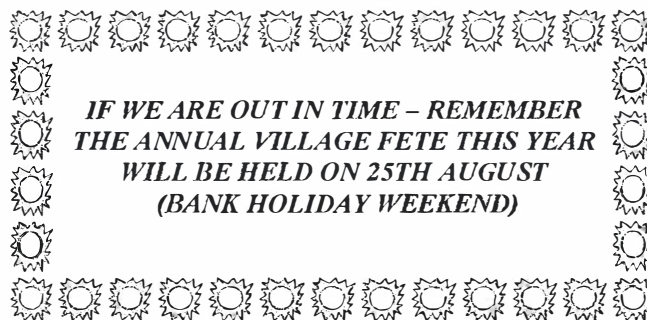 IF WE ARE OUT IN TIME – REMEMBER
THE ANNUAL VILLAGE FETE THIS YEAR
WILL BE HELD ON 25TH AUGUST
(BANK HOLIDAY WEEKEND)